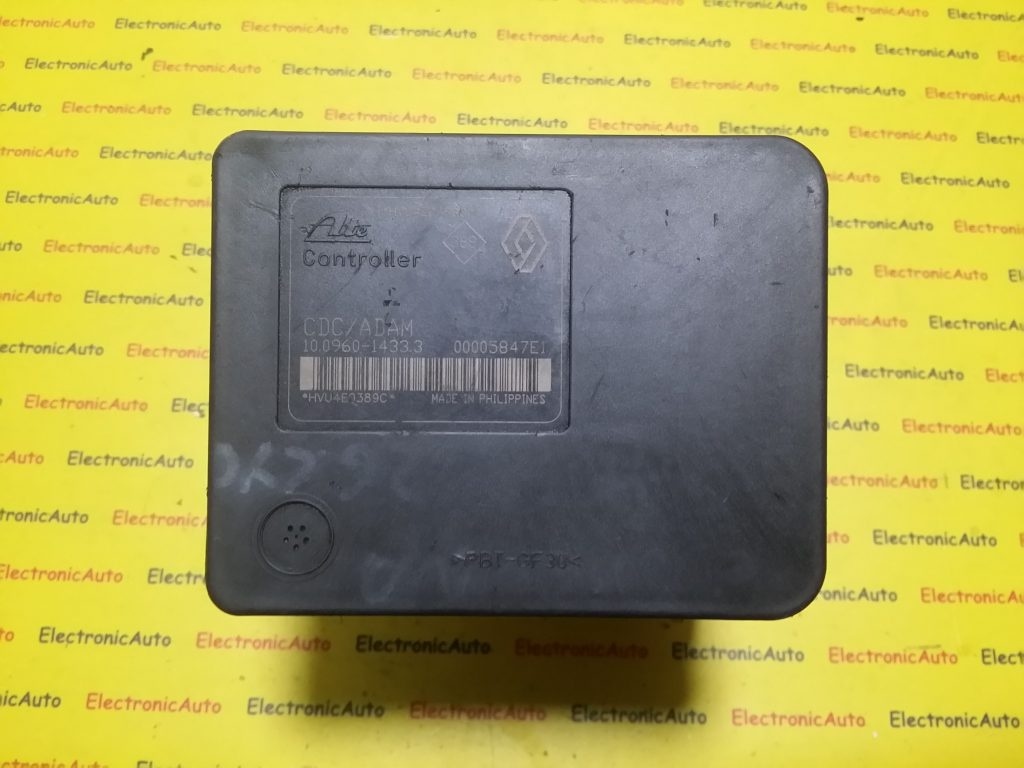 Ate
Controller
CDC/ADAM
10.0960-1433.3 00005847E1
*HVU4E0389C*
MADE IN PHILIPPINES
>PBT-GF30<
ElectronicAuto